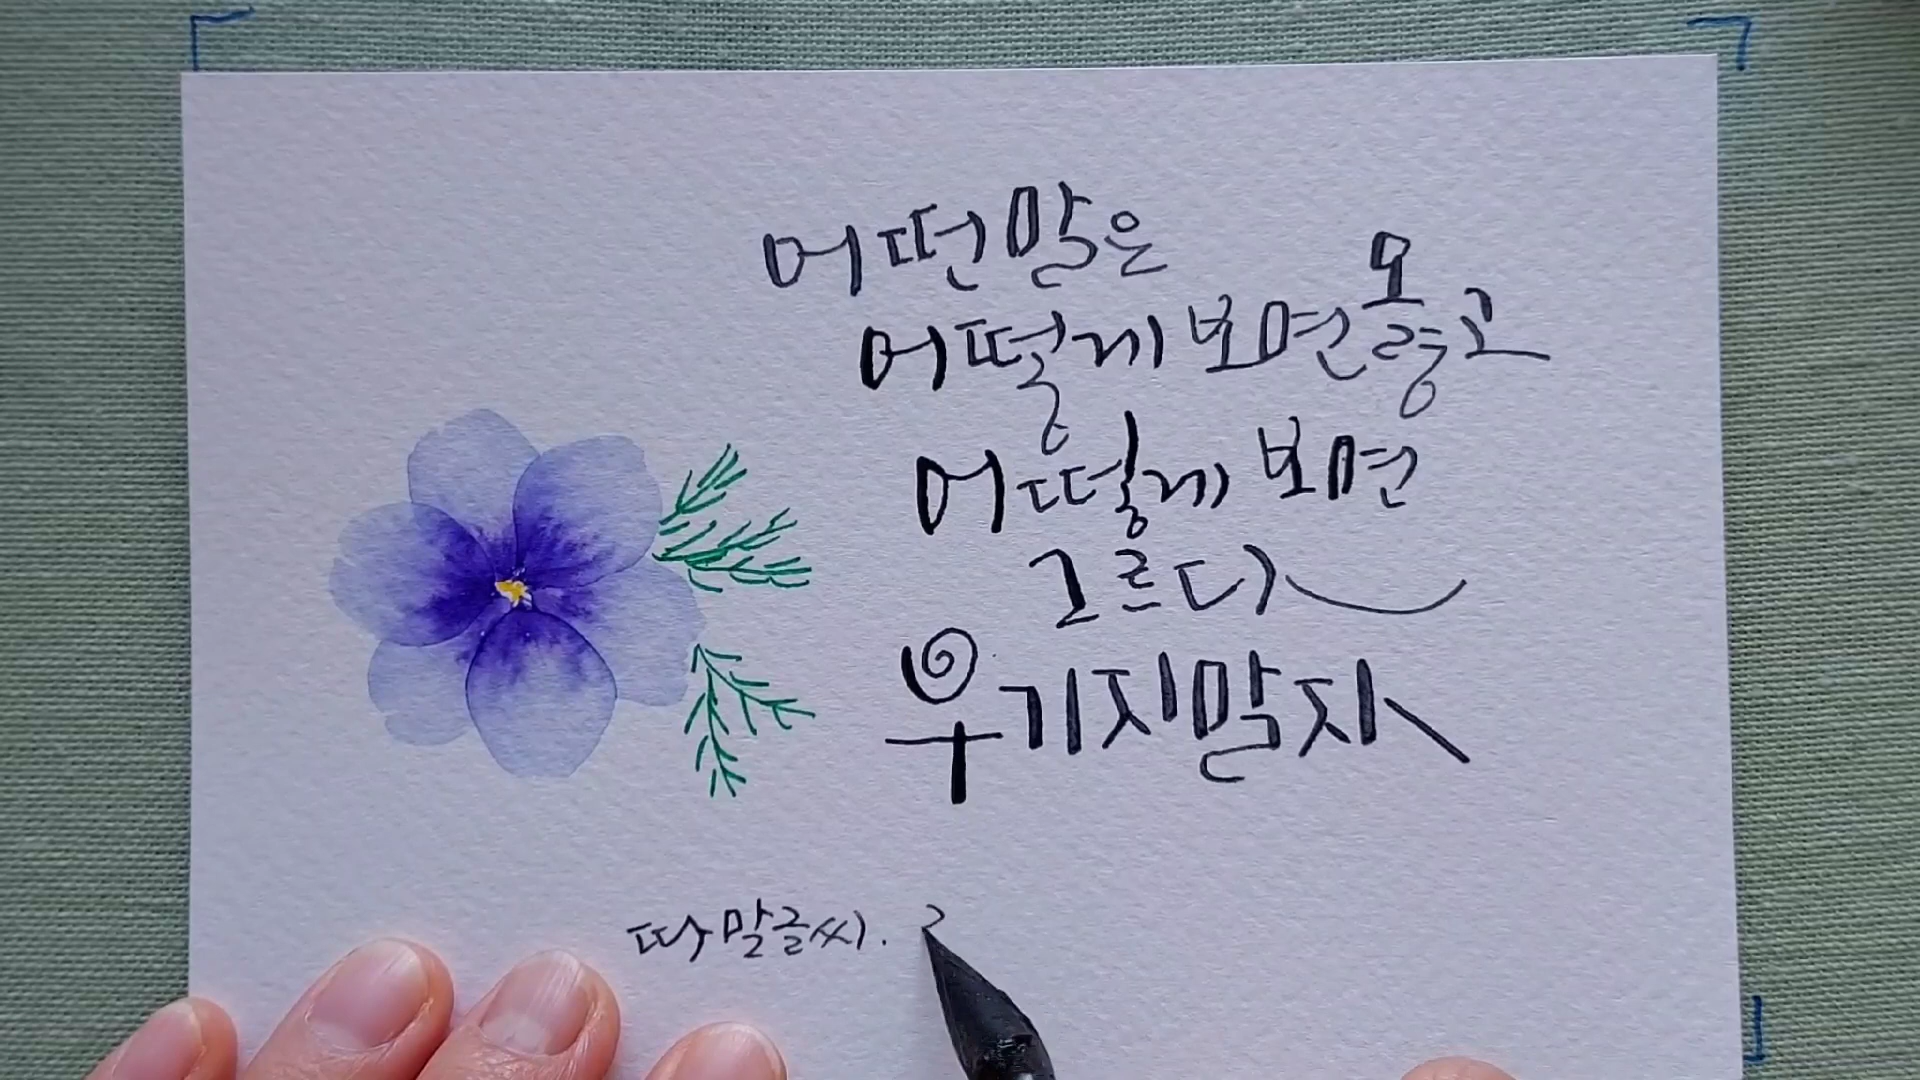 어떤 말은
어떻게 보면 옳고
어떻게 보면
그르다
우기지 말자
따말글씨.